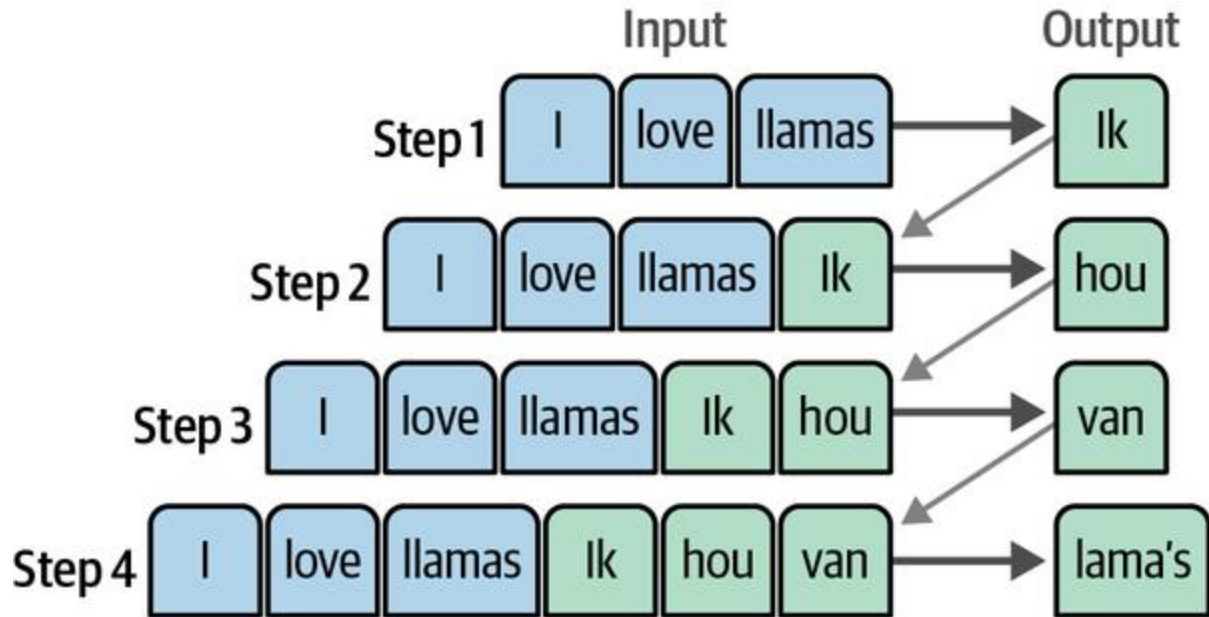 Input Output
Step 1 I love llamas Ik
Step 2 I love llamas Ik hou
Step 3 I love llamas Ik hou van
Step 4 I love llamas Ik hou van lama's